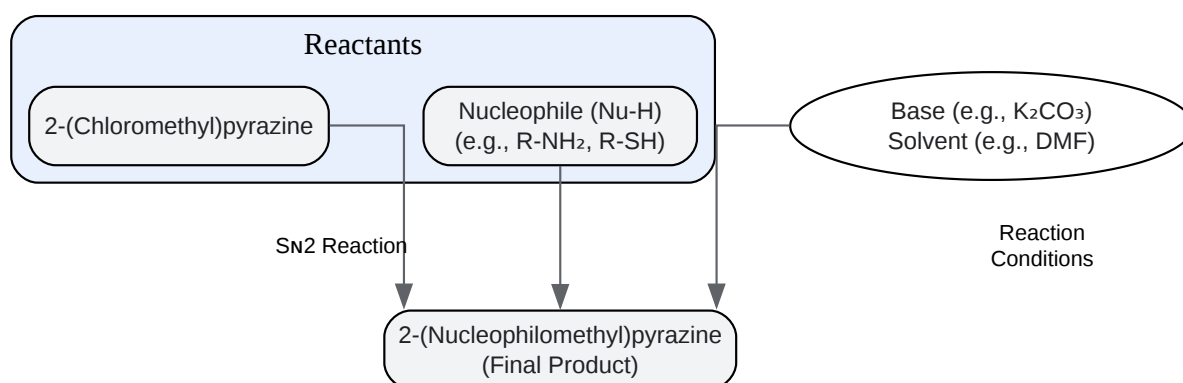 Reactants
2-(Chloromethyl)pyrazine
Nucleophile (Nu-H)
(e.g., R-NH₂, R-SH)
Base (e.g., K₂CO₃)
Solvent (e.g., DMF)
Sɴ2 Reaction
Reaction
Conditions
2-(Nucleophilomethyl)pyrazine
(Final Product)